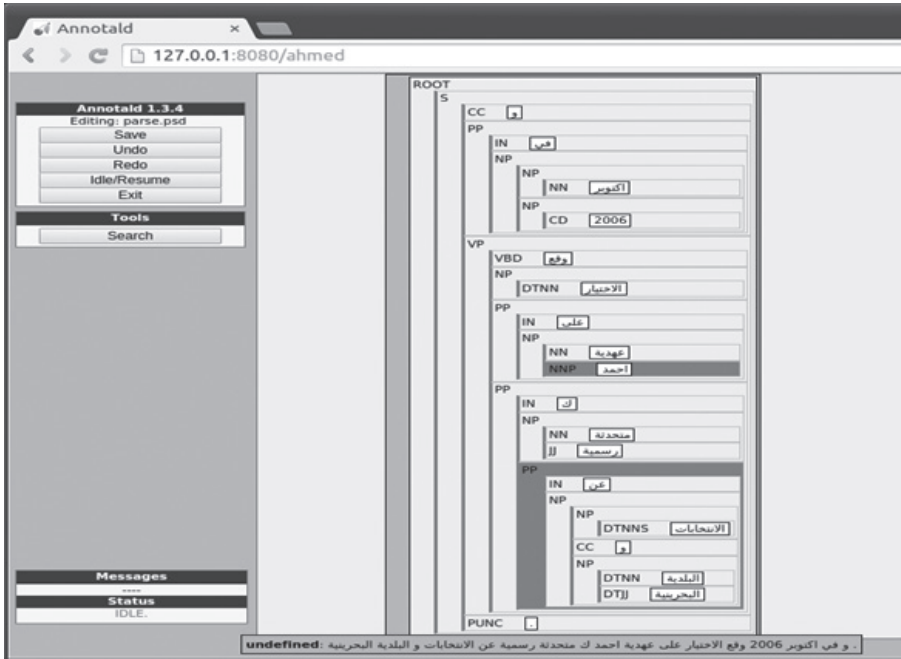 Annotald ×
127.0.0.1:8080/ahmed
Annotald 1.3.4
Editing: parse.psd
Save
Undo
Redo
Idle/Resume
Exit
Tools
Search
Messages
----
Status
IDLE.
ROOT
S
CC و
PP
IN في
NP
NP
NN اكتوبر
NP
CD 2006
VP
VBD وقع
NP
DTNN الاختيار
PP
IN على
NP
NN عهدية
NNP احمد
PP
IN ك
NP
NN متحدثة
JJ رسمية
PP
IN عن
NP
NP
DTNNS الانتخابات
CC و
NP
DTNN البلدية
DTJJ البحرينية
PUNC .
undefined: و في اكتوبر 2006 وقع الاختيار على عهدية احمد ك متحدثة رسمية عن الانتخابات و البلدية البحرينية .